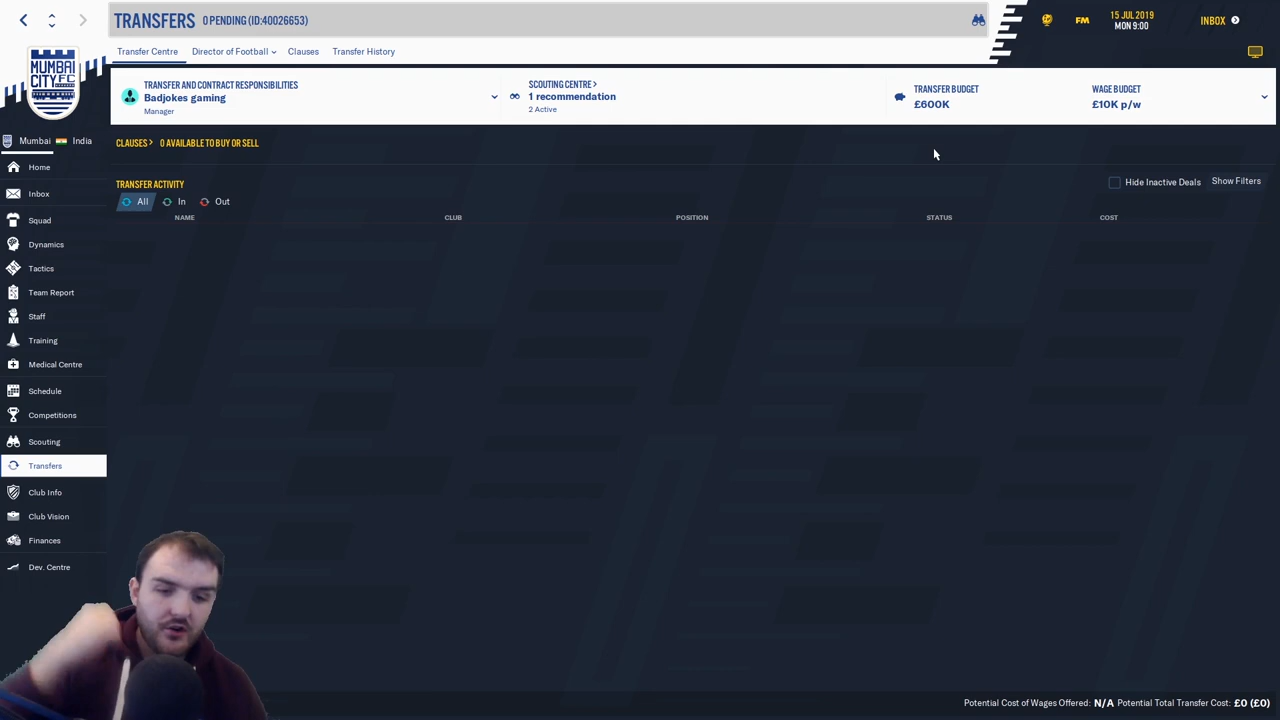 TRANSFERS 0 PENDING (ID:40026653)
15 JUL 2019
MON 9:00
FM
INBOX
Transfer Centre Director of Football Clauses Transfer History
MUMBAI
CITY FC
TRANSFER AND CONTRACT RESPONSIBILITIES
Badjokes gaming
Manager
SCOUTING CENTRE >
1 recommendation
2 Active
TRANSFER BUDGET
£600K
WAGE BUDGET
£10K p/w
Mumbai India
CLAUSES > 0 AVAILABLE TO BUY OR SELL
TRANSFER ACTIVITY
Hide Inactive Deals Show Filters
All In Out
NAME CLUB POSITION STATUS COST
Home
Inbox
Squad
Dynamics
Tactics
Team Report
Staff
Training
Medical Centre
Schedule
Competitions
Scouting
Transfers
Club Info
Club Vision
Finances
Dev. Centre
Potential Cost of Wages Offered: N/A Potential Total Transfer Cost: £0 (£0)